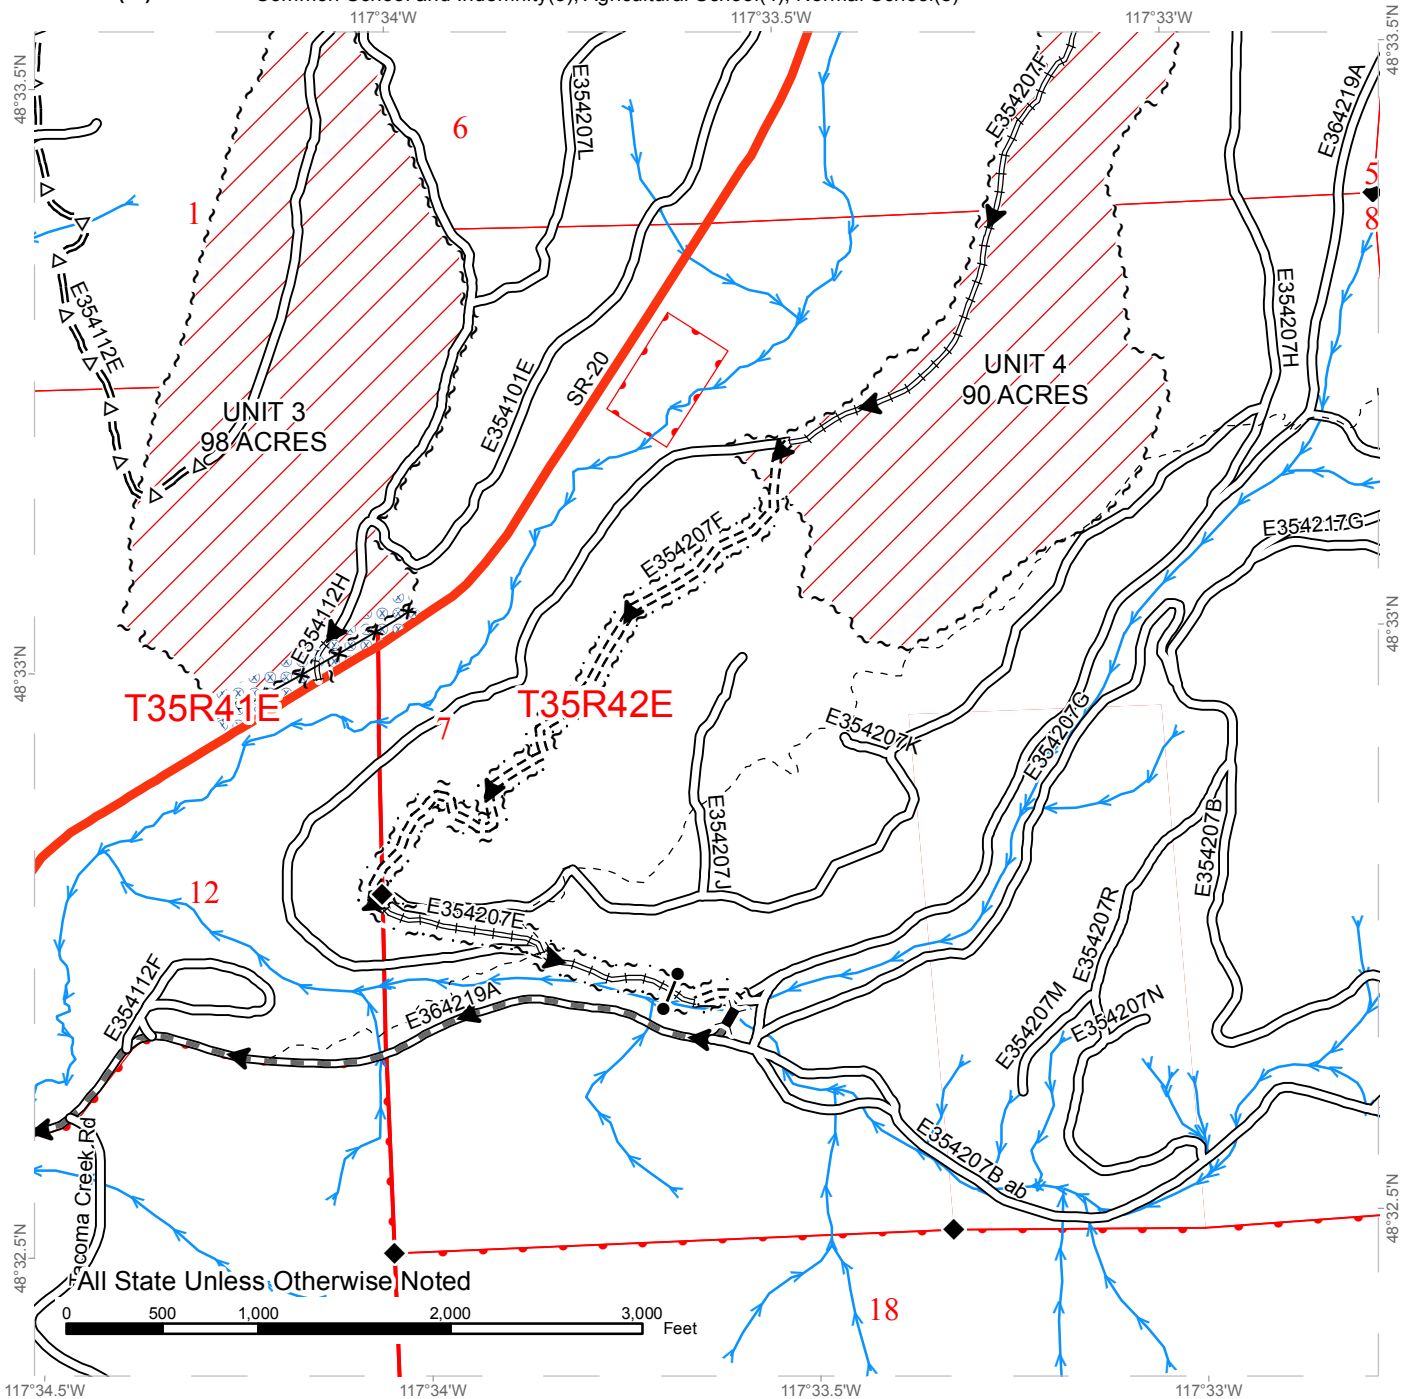 Common School and Indemnity(3), Agricultural School(4), Normal School(8)
117°34'W
117°33.5'W
117°33'W
48°33.5'N
48°33.5'N
E354207L
E354207F
E364219A
6
5
1
8
E354112E
E354207H
UNIT 3
98 ACRES
E354101E
SR-20
UNIT 4
90 ACRES
E354207F
E354217G
E354112H
48°33'N
48°33'N
T35R41E
T35R42E
7
E354207K
E354207G
E354207J
E354207B
12
E354207E
E354207R
E354112F
E364219A
E354207M
E354207N
E354207B ab
acoma Creek Rd
48°32.5'N
48°32.5'N
All State Unless Otherwise Noted
0 500 1,000 2,000 3,000
Feet
18
117°34.5'W
117°34'W
117°33.5'W
117°33'W